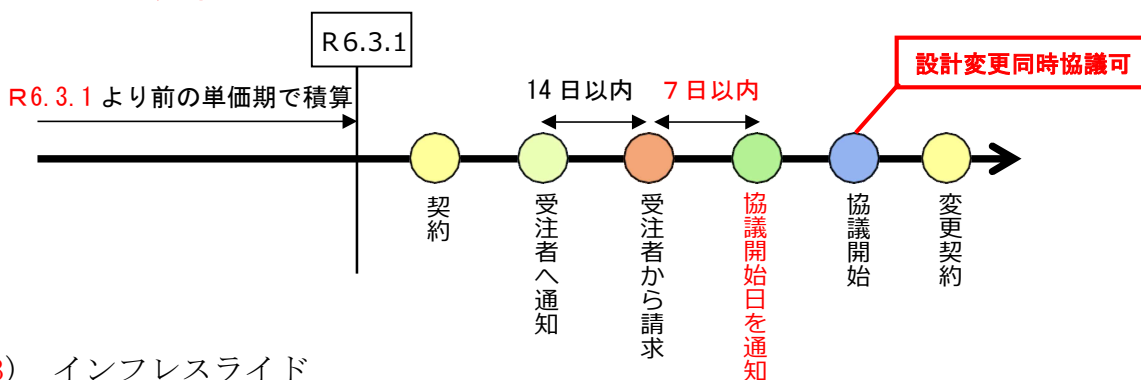 R6.3.1
設計変更同時協議可
R6.3.1より前の単価期で積算
14日以内
7日以内
契約
受注者へ通知
受注者から請求
協議開始日を通知
協議開始
変更契約
3) インフレスライド